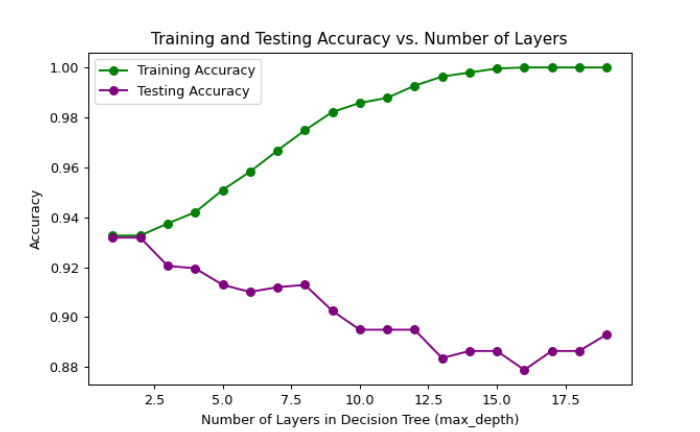 Training and Testing Accuracy vs. Number of Layers
Training Accuracy
Testing Accuracy
1.00
0.98
0.96
0.94
0.92
0.90
0.88
Accuracy
2.5 5.0 7.5 10.0 12.5 15.0 17.5
Number of Layers in Decision Tree (max_depth)